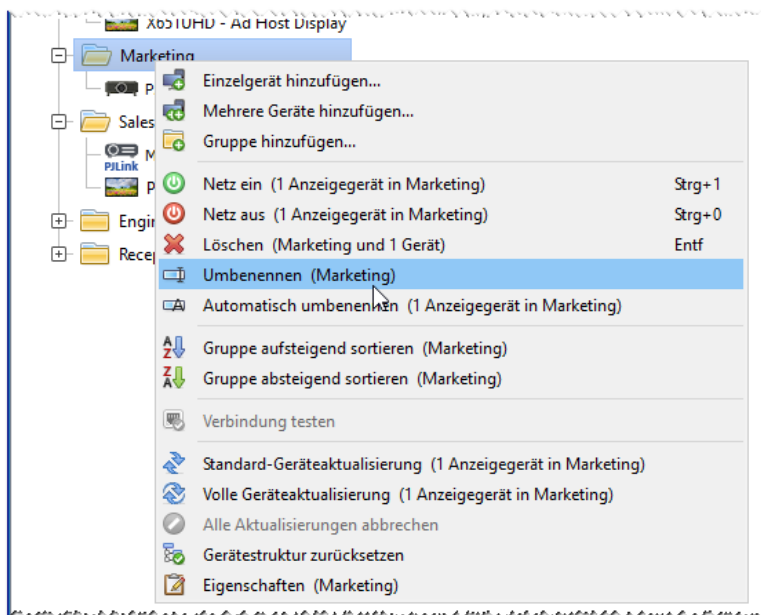 X651UHD - Ad Host Display
Marketing
P
Einzelgerät hinzufügen...
Mehrere Geräte hinzufügen...
Sales
Gruppe hinzufügen...
PJLink M
P
Netz ein (1 Anzeigegerät in Marketing) Strg+1
Engin
Netz aus (1 Anzeigegerät in Marketing) Strg+0
Recep
Löschen (Marketing und 1 Gerät) Entf
Umbenennen (Marketing)
Automatisch umbenennen (1 Anzeigegerät in Marketing)
Gruppe aufsteigend sortieren (Marketing)
Gruppe absteigend sortieren (Marketing)
Verbindung testen
Standard-Geräteaktualisierung (1 Anzeigegerät in Marketing)
Volle Geräteaktualisierung (1 Anzeigegerät in Marketing)
Alle Aktualisierungen abbrechen
Gerätestruktur zurücksetzen
Eigenschaften (Marketing)